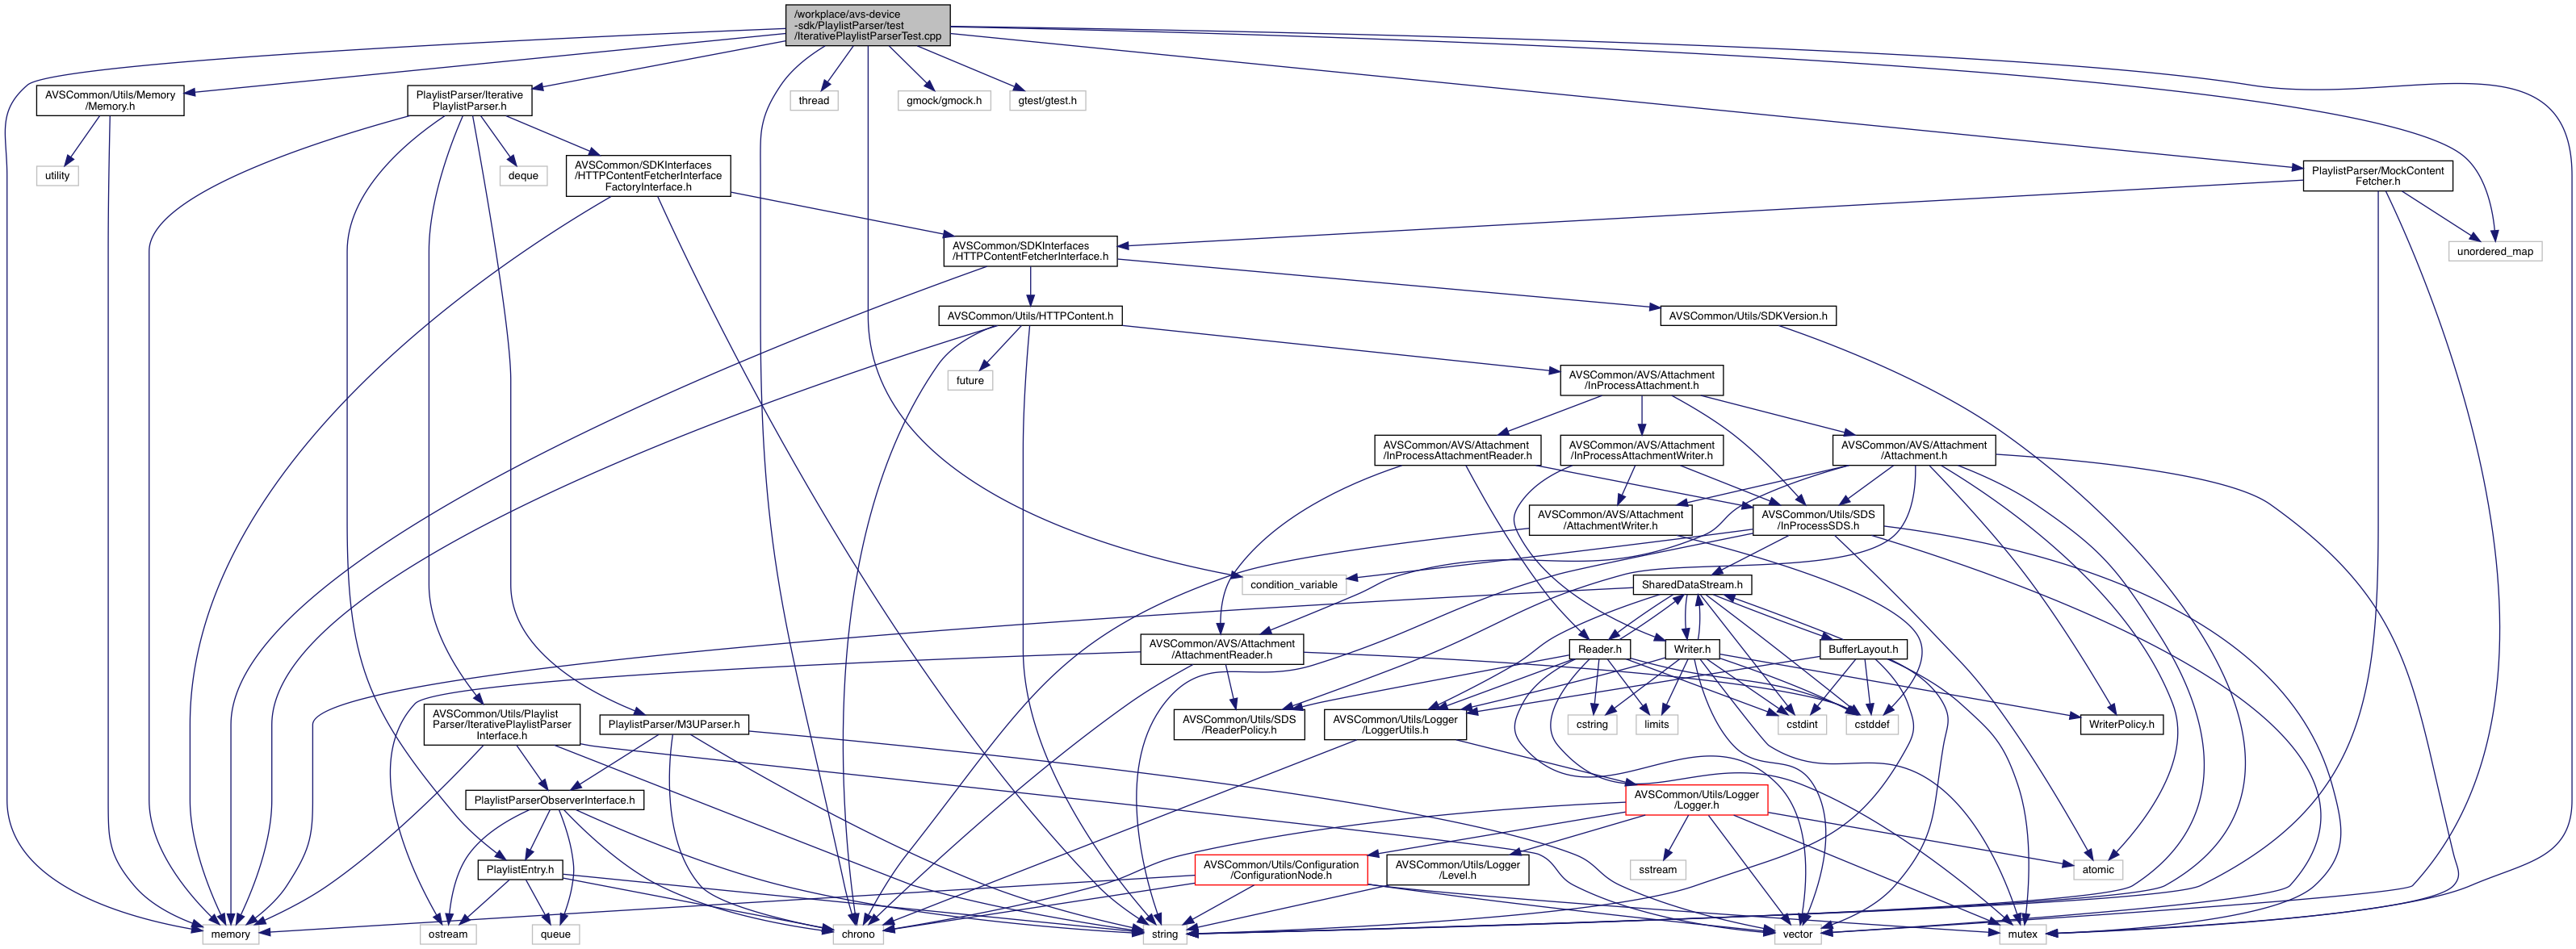 /workplace/avs-device
-sdk/PlaylistParser/test
/IterativePlaylistParserTest.cpp
AVSCommon/Utils/Memory
/Memory.h
PlaylistParser/Iterative
PlaylistParser.h
thread
gmock/gmock.h
gtest/gtest.h
utility
deque
AVSCommon/SDKInterfaces
/HTTPContentFetcherInterface
FactoryInterface.h
PlaylistParser/MockContent
Fetcher.h
AVSCommon/SDKInterfaces
/HTTPContentFetcherInterface.h
unordered_map
AVSCommon/Utils/HTTPContent.h
AVSCommon/Utils/SDKVersion.h
future
AVSCommon/AVS/Attachment
/InProcessAttachment.h
AVSCommon/AVS/Attachment
/InProcessAttachmentReader.h
AVSCommon/AVS/Attachment
/InProcessAttachmentWriter.h
AVSCommon/AVS/Attachment
/Attachment.h
AVSCommon/AVS/Attachment
/AttachmentWriter.h
AVSCommon/Utils/SDS
/InProcessSDS.h
condition_variable
SharedDataStream.h
AVSCommon/AVS/Attachment
/AttachmentReader.h
Reader.h
Writer.h
BufferLayout.h
AVSCommon/Utils/Playlist
Parser/IterativePlaylistParser
Interface.h
PlaylistParser/M3UParser.h
AVSCommon/Utils/SDS
/ReaderPolicy.h
AVSCommon/Utils/Logger
/LoggerUtils.h
cstring
limits
cstdint
cstddef
WriterPolicy.h
PlaylistParserObserverInterface.h
AVSCommon/Utils/Logger
/Logger.h
PlaylistEntry.h
AVSCommon/Utils/Configuration
/ConfigurationNode.h
AVSCommon/Utils/Logger
/Level.h
sstream
atomic
memory
ostream
queue
chrono
string
vector
mutex